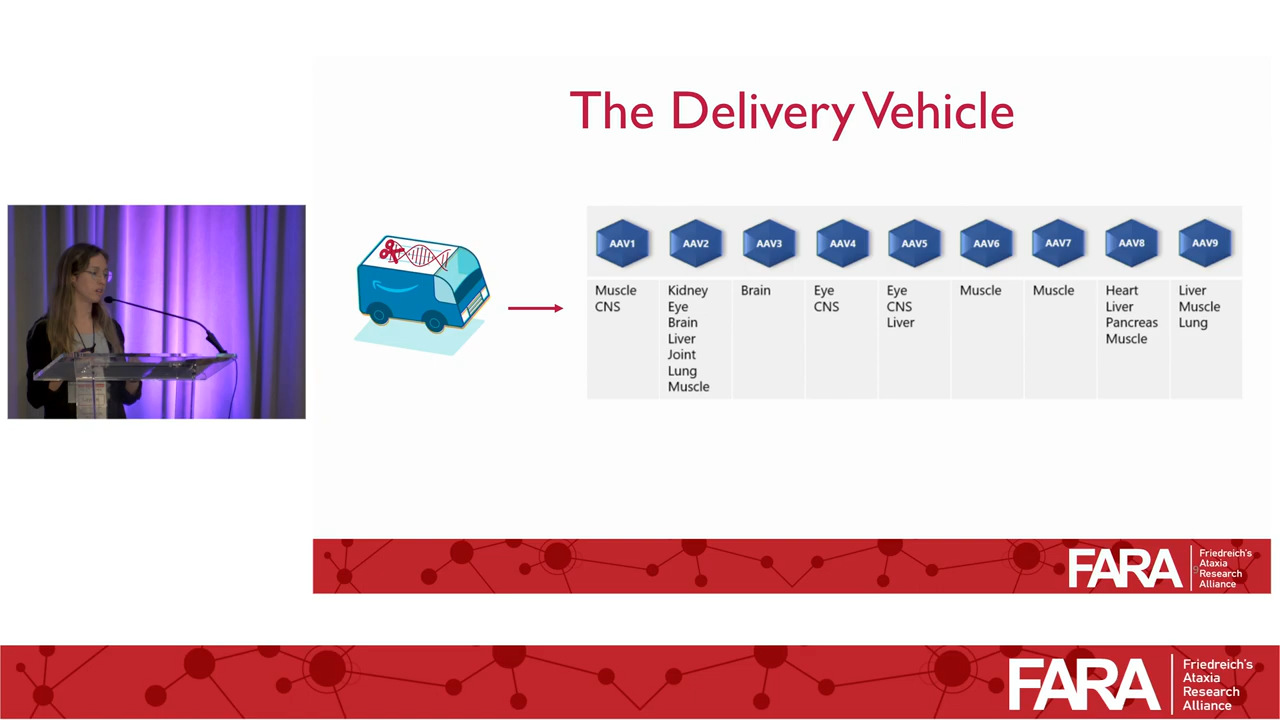 The Delivery Vehicle
AAV1
AAV2
AAV3
AAV4
AAV5
AAV6
AAV7
AAV8
AAV9
Muscle
CNS
Kidney
Eye
Brain
Liver
Joint
Lung
Muscle
Brain
Eye
CNS
Eye
CNS
Liver
Muscle
Muscle
Heart
Liver
Pancreas
Muscle
Liver
Muscle
Lung
FARA
Friedreich's
Ataxia
Research
Alliance
9
FARA
Friedreich's
Ataxia
Research
Alliance